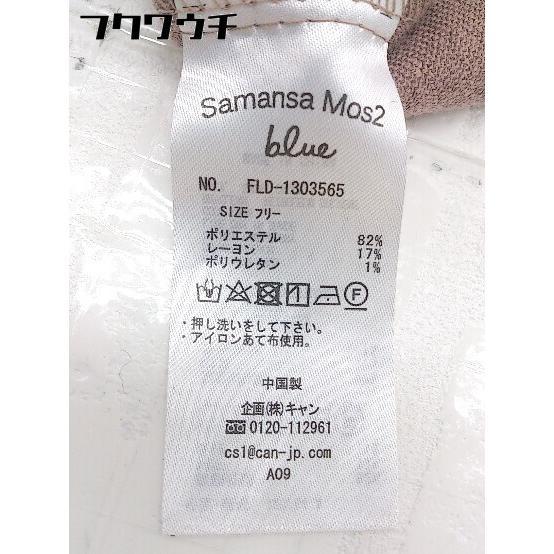 フクワウチ
Samansa Mos2
blue
NO. FLD-1303565
SIZE フリー
ポリエステル 82%
レーヨン 17%
ポリウレタン 1%
・押し洗いをして下さい。
・アイロンあて布使用。
中国製
企画(株)キャン
0120-112961
cs1@can-jp.com
A09